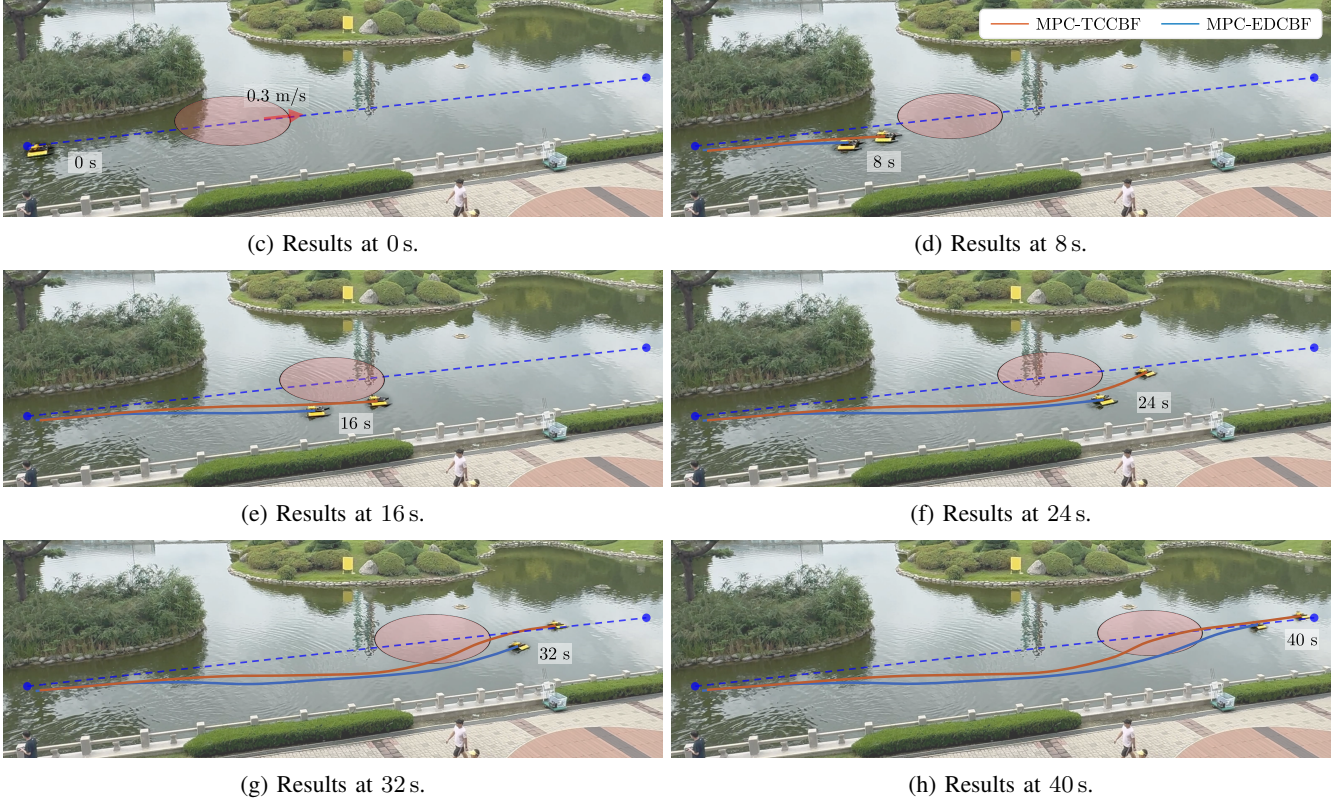 MPC-TCCBF MPC-EDCBF
0.3 m/s
0 s
8 s
(c) Results at 0 s.
(d) Results at 8 s.
16 s
24 s
(e) Results at 16 s.
(f) Results at 24 s.
32 s
40 s
(g) Results at 32 s.
(h) Results at 40 s.